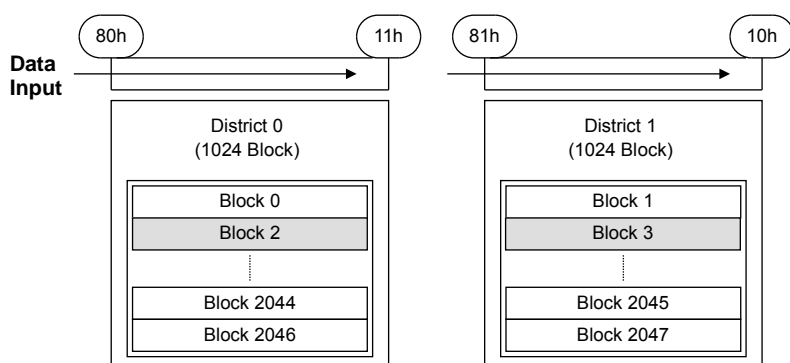 80h
11h
81h
10h
Data
Input
District 0
(1024 Block)
Block 0
Block 2
Block 2044
Block 2046
District 1
(1024 Block)
Block 1
Block 3
Block 2045
Block 2047